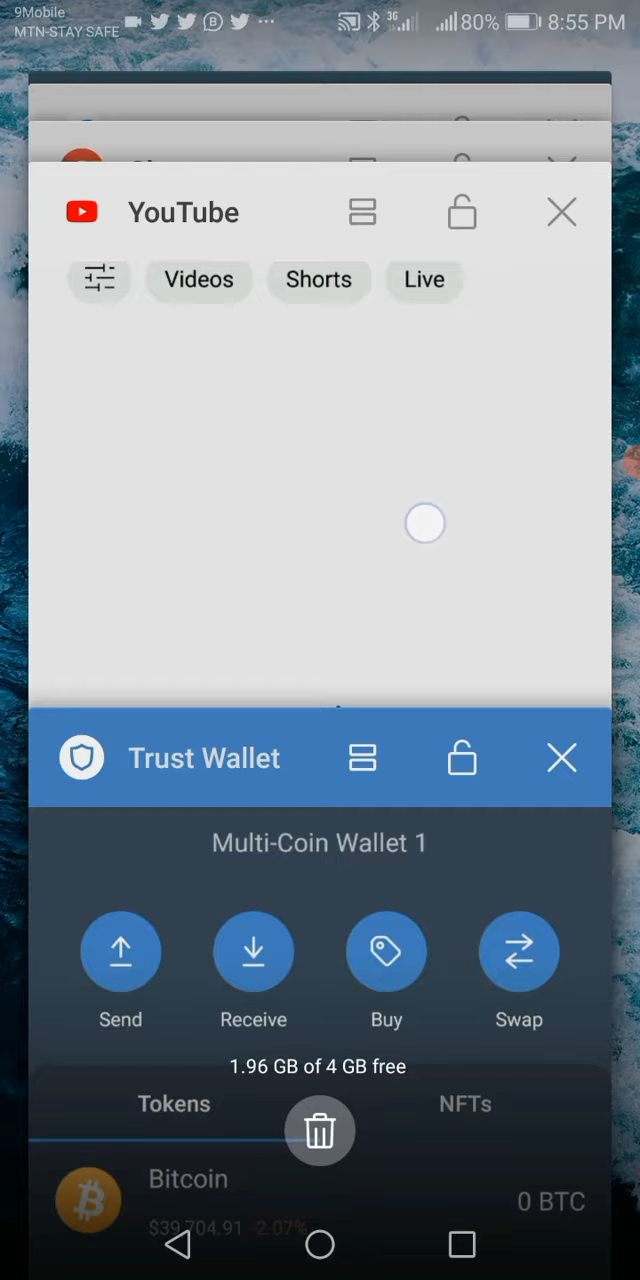 9Mobile
MTN-STAY SAFE
3G
80%
8:55 PM
YouTube
Videos
Shorts
Live
Trust Wallet
Multi-Coin Wallet 1
Send
Receive
Buy
Swap
1.96 GB of 4 GB free
Tokens
NFTs
Bitcoin
0 BTC
$39,704.91 -2.07%